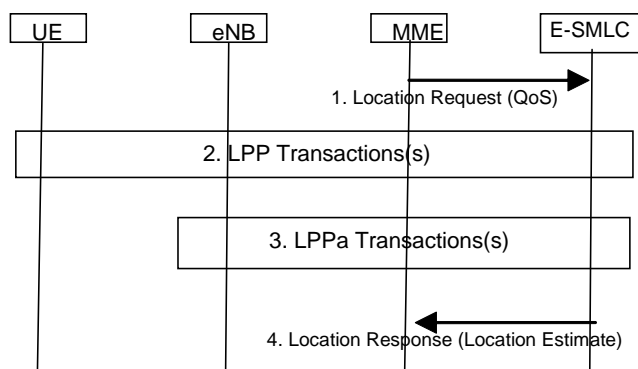 UE
eNB
MME
E-SMLC
1. Location Request (QoS)
2. LPP Transactions(s)
3. LPPa Transactions(s)
4. Location Response (Location Estimate)